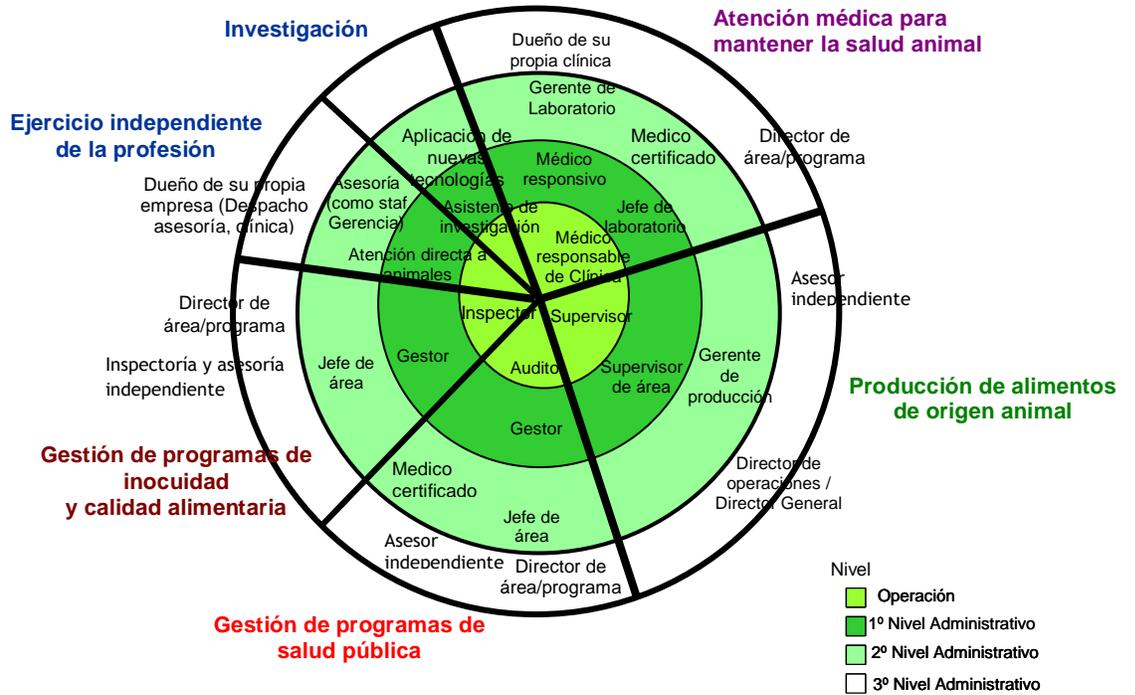 Investigación
Atención médica para
mantener la salud animal
Dueño de su
propia clínica
Gerente de
Laboratorio
Medico
certificado
Director de
área/programa
Médico
responsivo
Jefe de
laboratorio
Médico
responsable
de Clínica
Ejercicio independiente
de la profesión
Aplicación de
nuevas
tecnologías
Asistente de
investigación
Dueño de su propia
empresa (Despacho
asesoría, clínica)
Asesoría
(como staf
Gerencia)
Atención directa a
animales
Director de
área/programa
Inspectoría y asesoría
independiente
Jefe de
área
Gestor
Inspector
Supervisor
Asesor
independiente
Supervisor
de área
Gerente
de
producción
Producción de alimentos
de origen animal
Director de
operaciones /
Director General
Auditor
Gestor
Gestión de programas de
inocuidad
y calidad alimentaria
Medico
certificado
Jefe de
área
Asesor
independiente
Director de
área/programa
Gestión de programas de
salud pública
Nivel
Operación
1º Nivel Administrativo
2º Nivel Administrativo
3º Nivel Administrativo